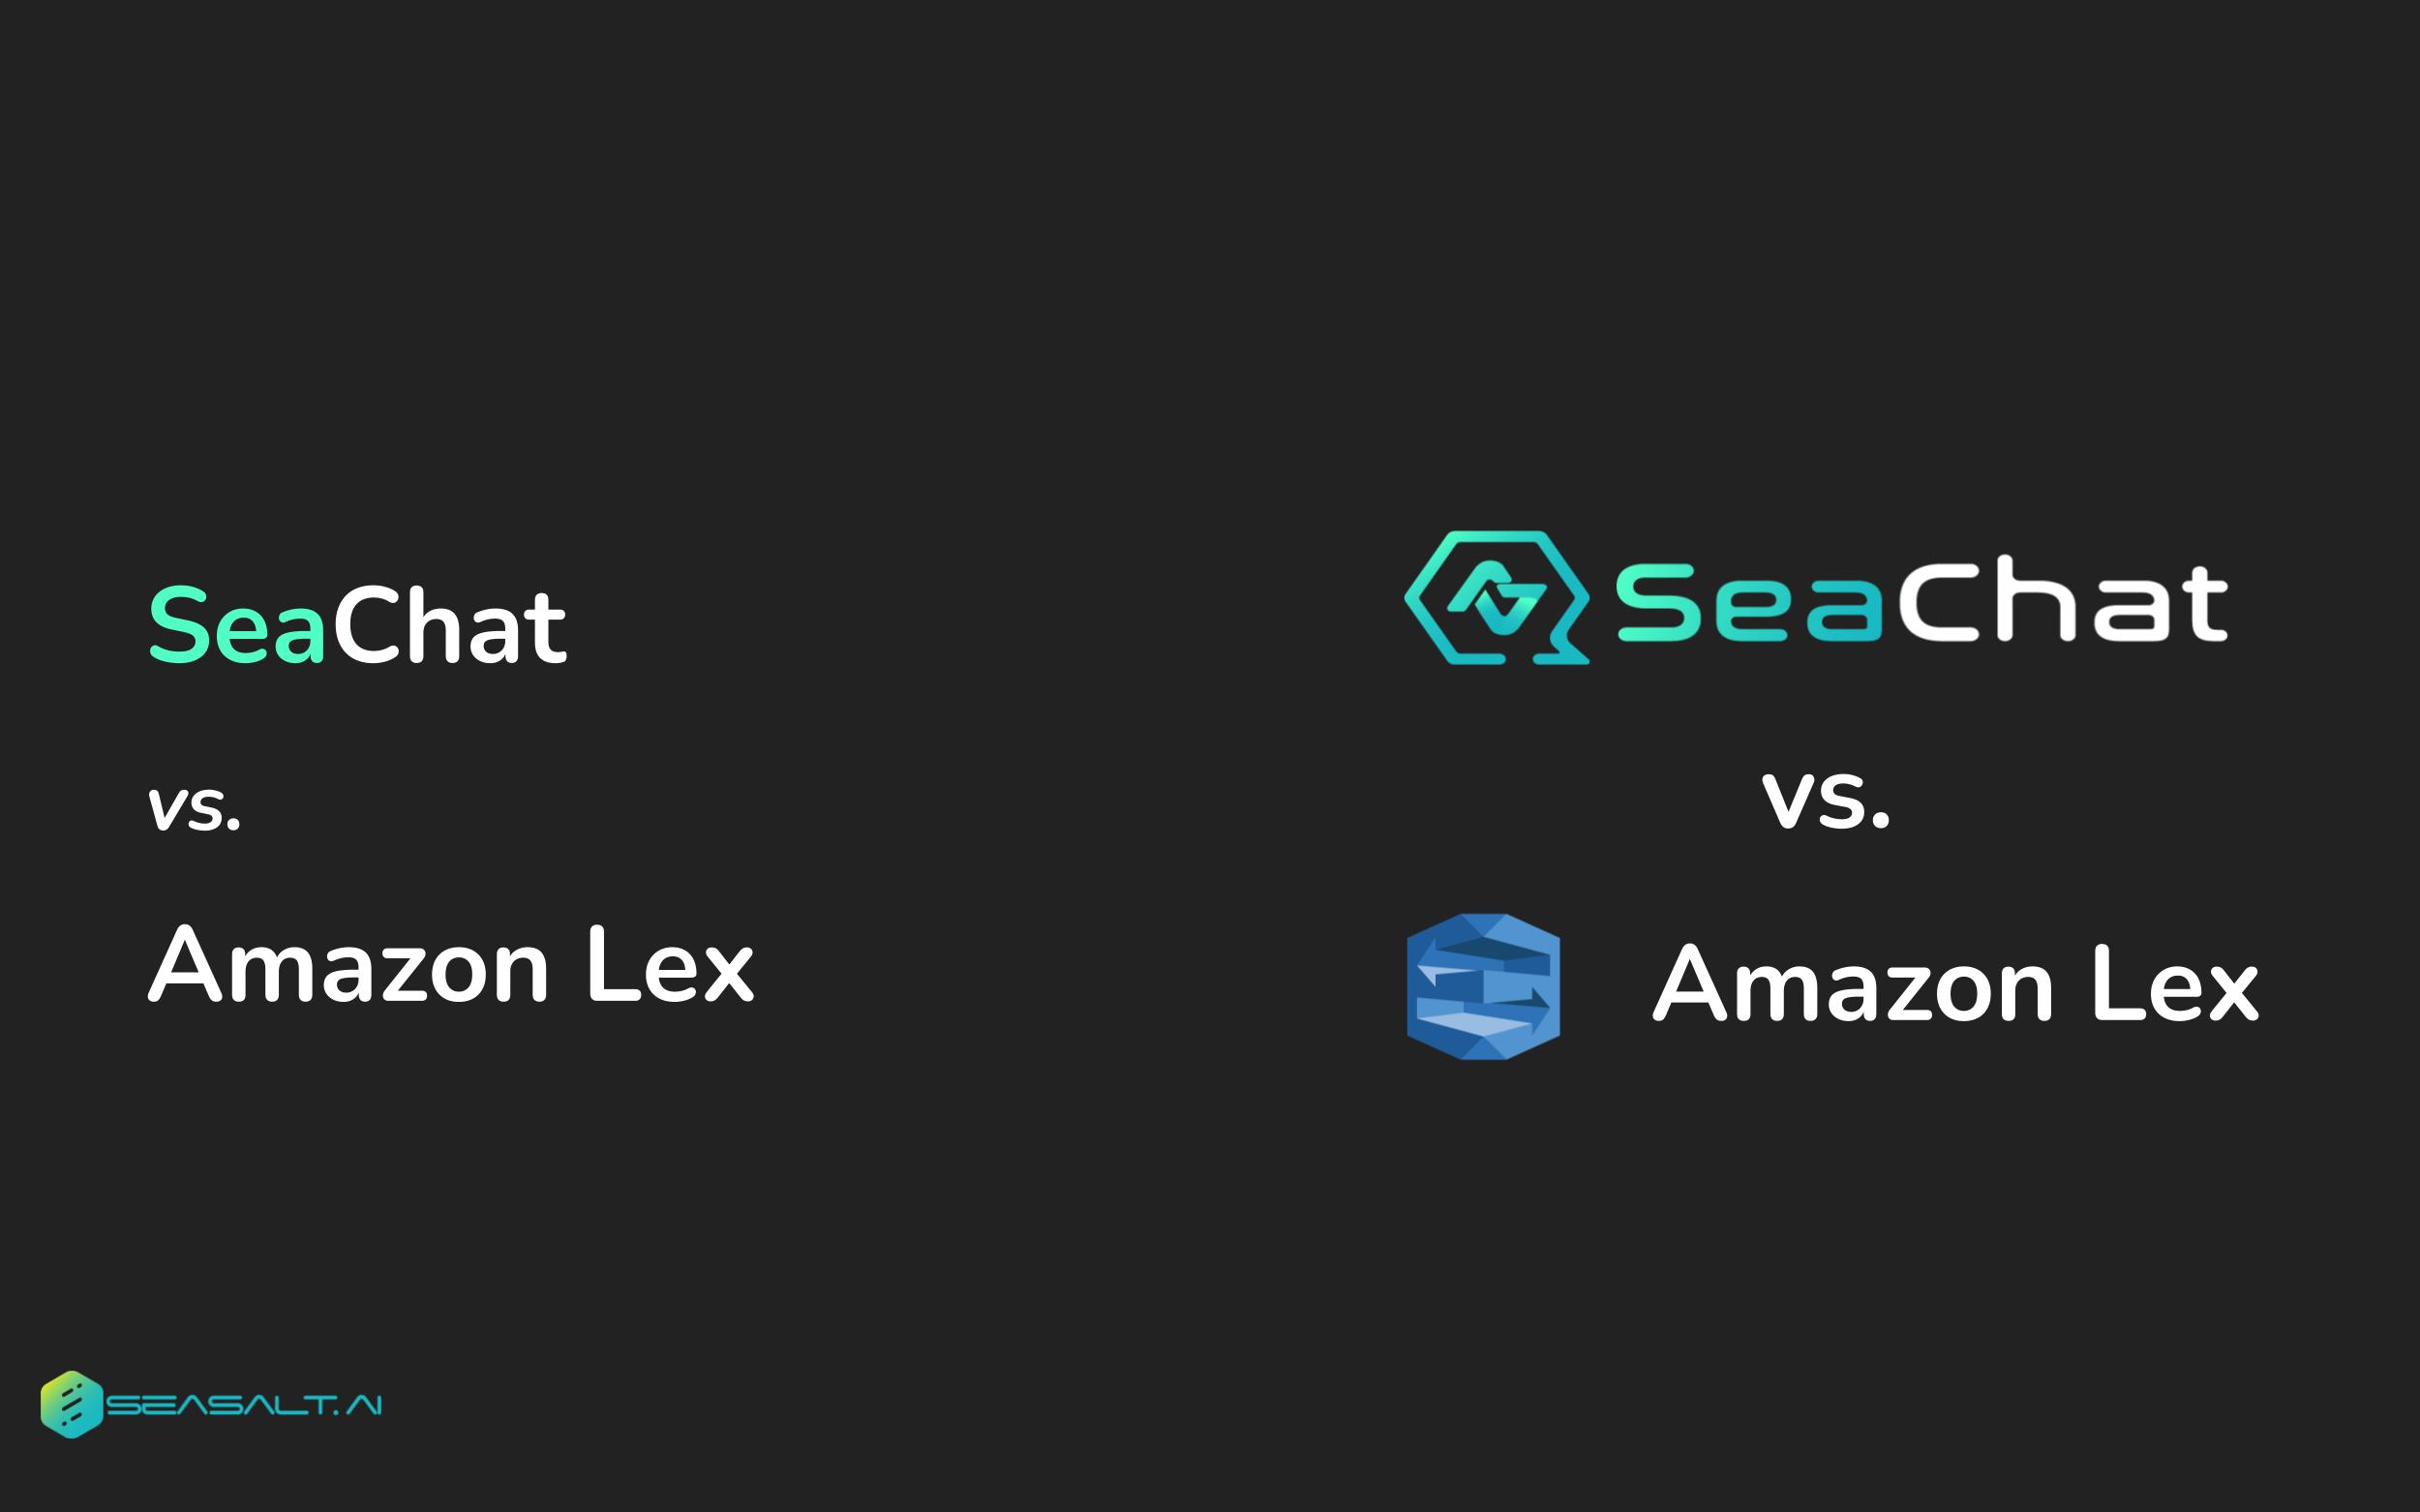 SeaChat
vs.
Amazon Lex
SeaChat
vs.
Amazon Lex
SEASALT.AI